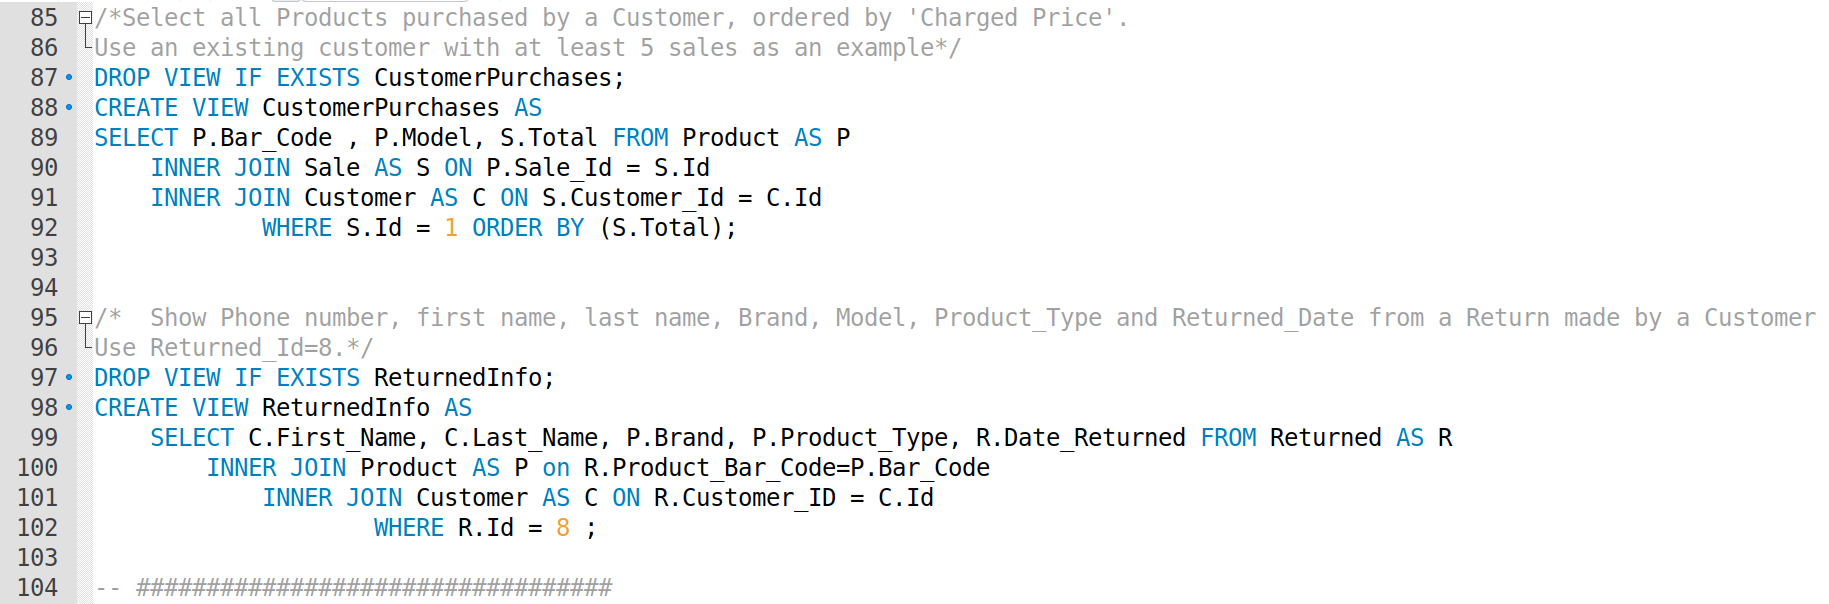 85 /*Select all Products purchased by a Customer, ordered by 'Charged Price'.
86 Use an existing customer with at least 5 sales as an example*/
87 DROP VIEW IF EXISTS CustomerPurchases;
88 CREATE VIEW CustomerPurchases AS
89 SELECT P.Bar_Code , P.Model, S.Total FROM Product AS P
90     INNER JOIN Sale AS S ON P.Sale_Id = S.Id
91     INNER JOIN Customer AS C ON S.Customer_Id = C.Id
92             WHERE S.Id = 1 ORDER BY (S.Total);
93
94
95 /*  Show Phone number, first name, last name, Brand, Model, Product_Type and Returned_Date from a Return made by a Customer
96 Use Returned_Id=8.*/
97 DROP VIEW IF EXISTS ReturnedInfo;
98 CREATE VIEW ReturnedInfo AS
99     SELECT C.First_Name, C.Last_Name, P.Brand, P.Product_Type, R.Date_Returned FROM Returned AS R
100         INNER JOIN Product AS P on R.Product_Bar_Code=P.Bar_Code
101             INNER JOIN Customer AS C ON R.Customer_ID = C.Id
102                     WHERE R.Id = 8 ;
103
104 -- ##################################